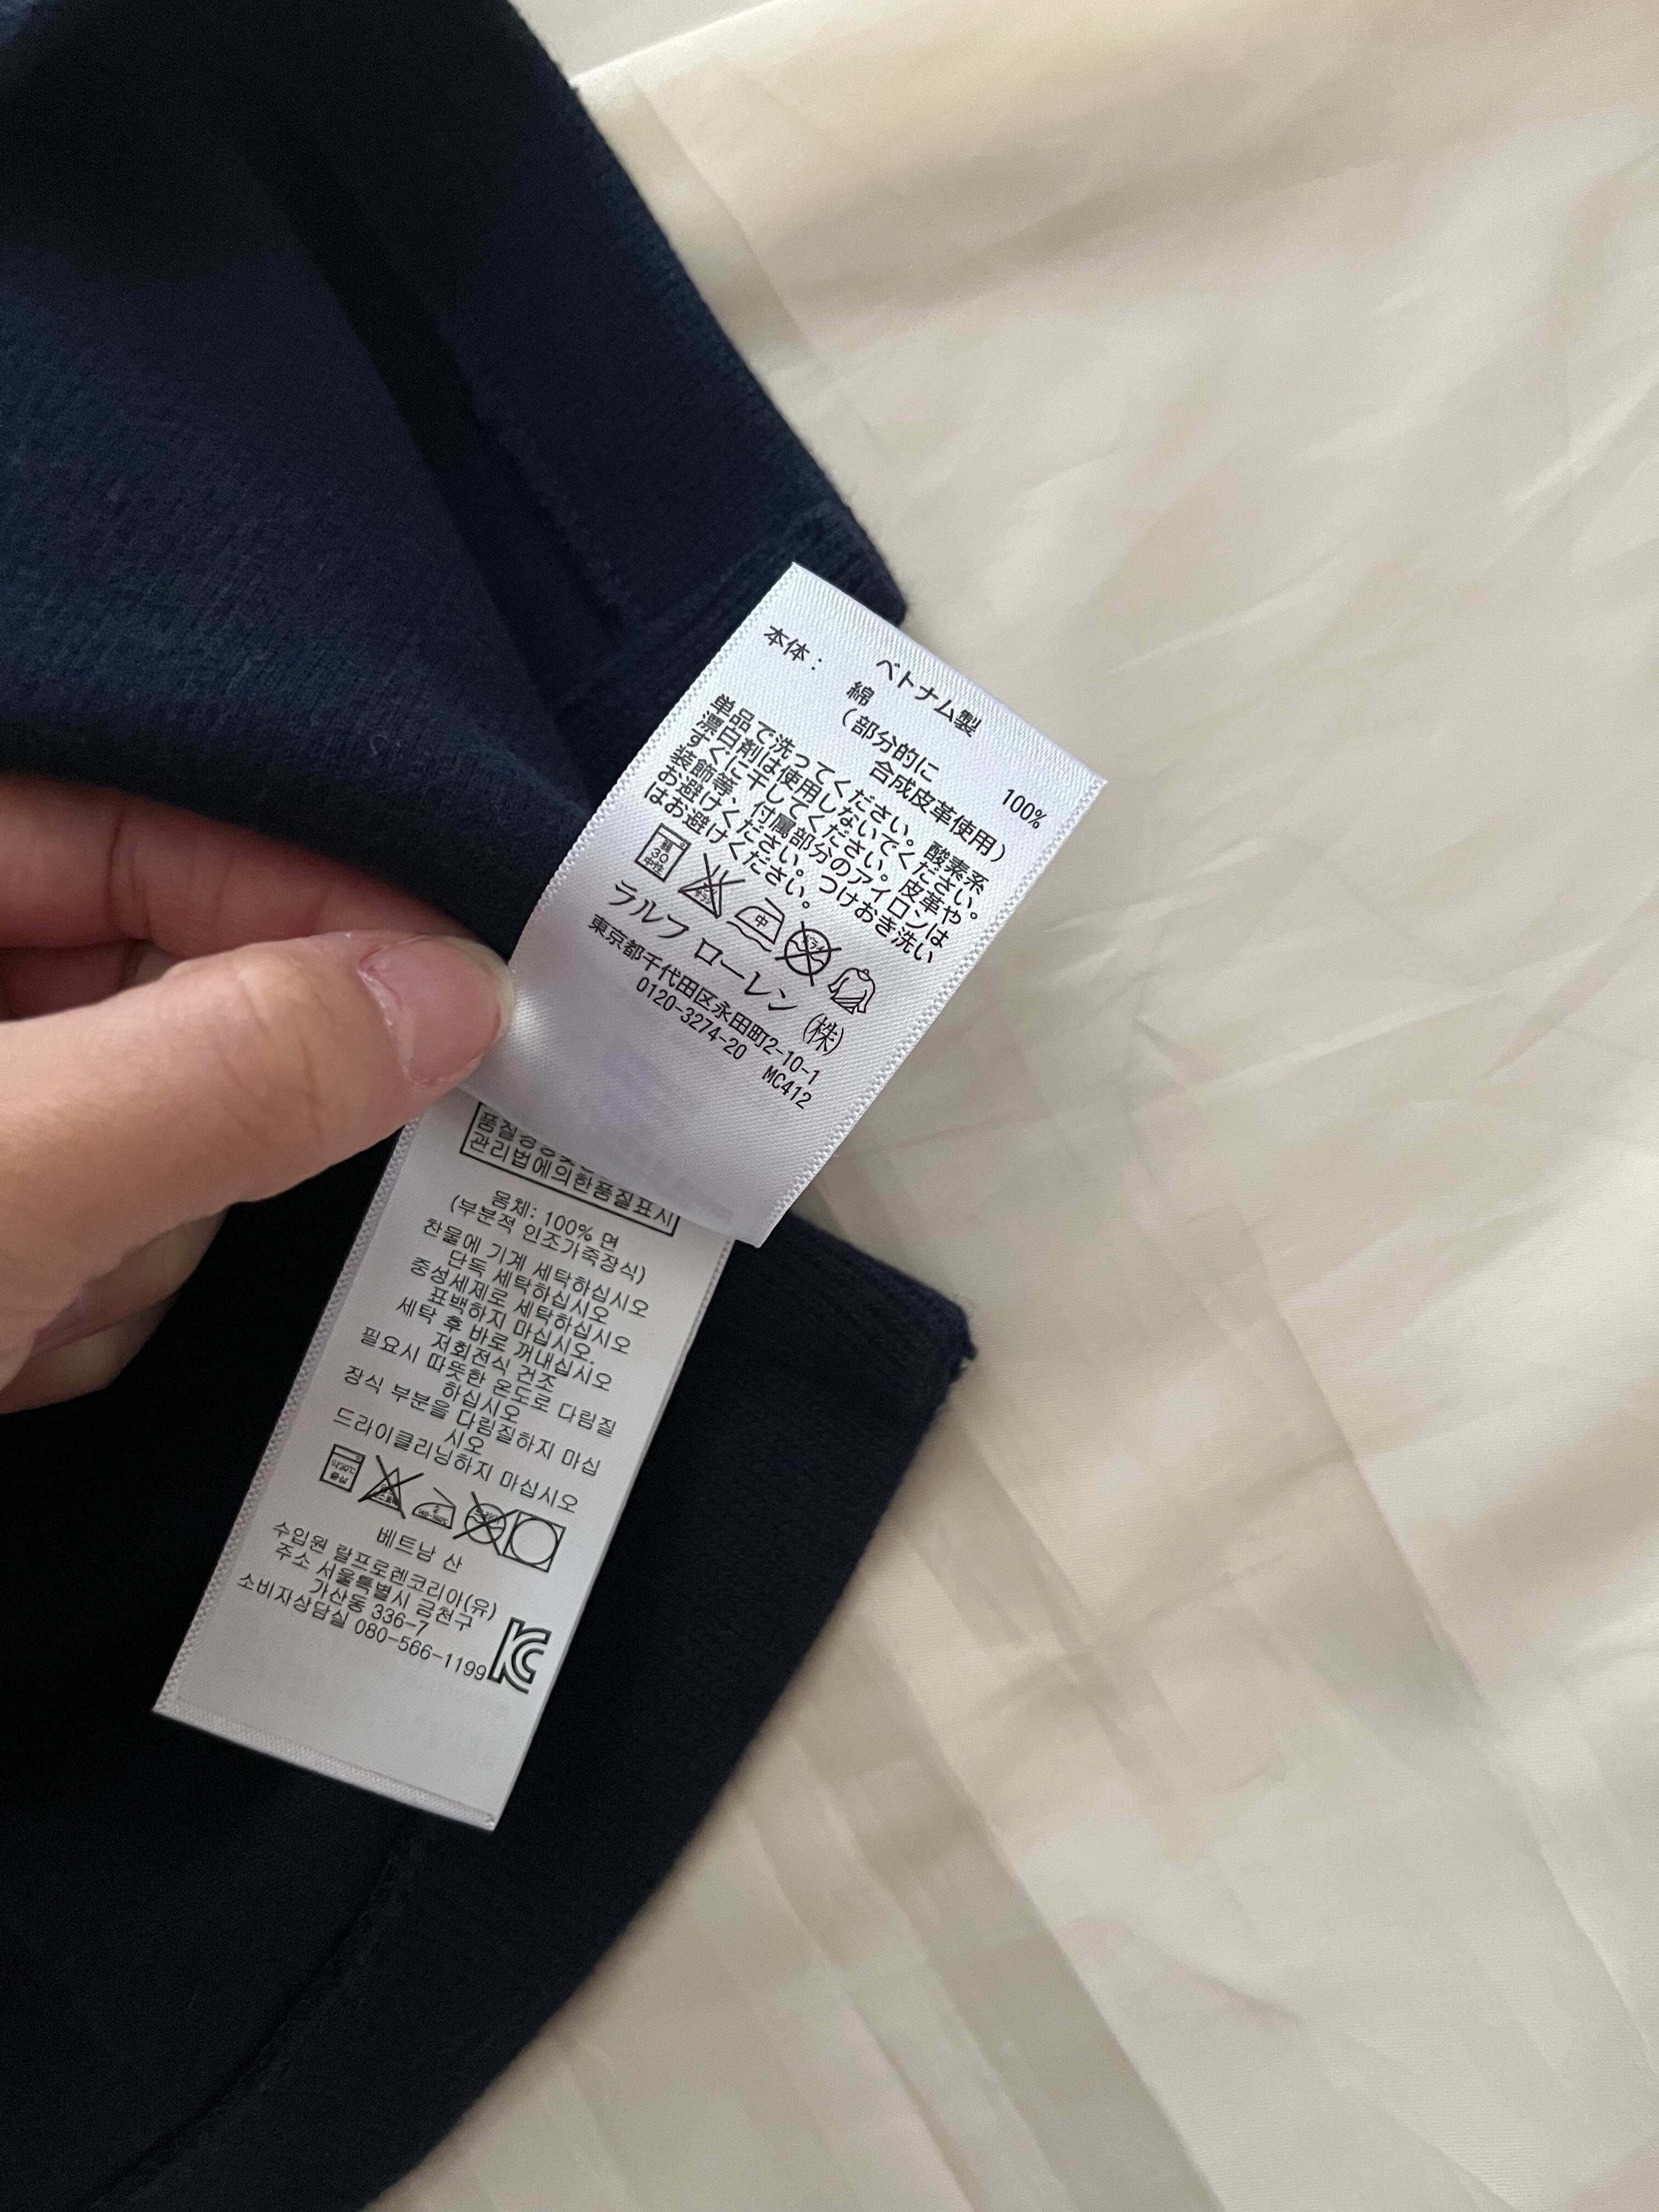 ベトナム製
本体： 綿 100%
（部分的に
合成皮革使用）
単品で洗ってください。酸素系
漂白剤は使用しないでください。
すぐに干してください。皮革や。
装飾等、付属部分のアイロンは
お避けください。つけおき洗い
はお避けください。
30
中性
中
ラルフ ローレン （株）
東京都千代田区永田町2-10-1
0120-3274-20 MC412
관리법에의한품질표시
몸체: 100% 면
(부분적 인조가죽장식)
찬물에 기계 세탁하십시오
단독 세탁하십시오
중성세제로 세탁하십시오
표백하지 마십시오.
세탁 후 바로 꺼내십시오
저회전식 건조
필요시 따뜻한 온도로 다림질
하십시오
장식 부분을 다림질하지 마십
시오
드라이클리닝하지 마십시오
베트남 산
수입원 랄프로렌코리아(유)
주소 서울특별시 금천구
가산동 336-7
소비자상담실 080-566-1199